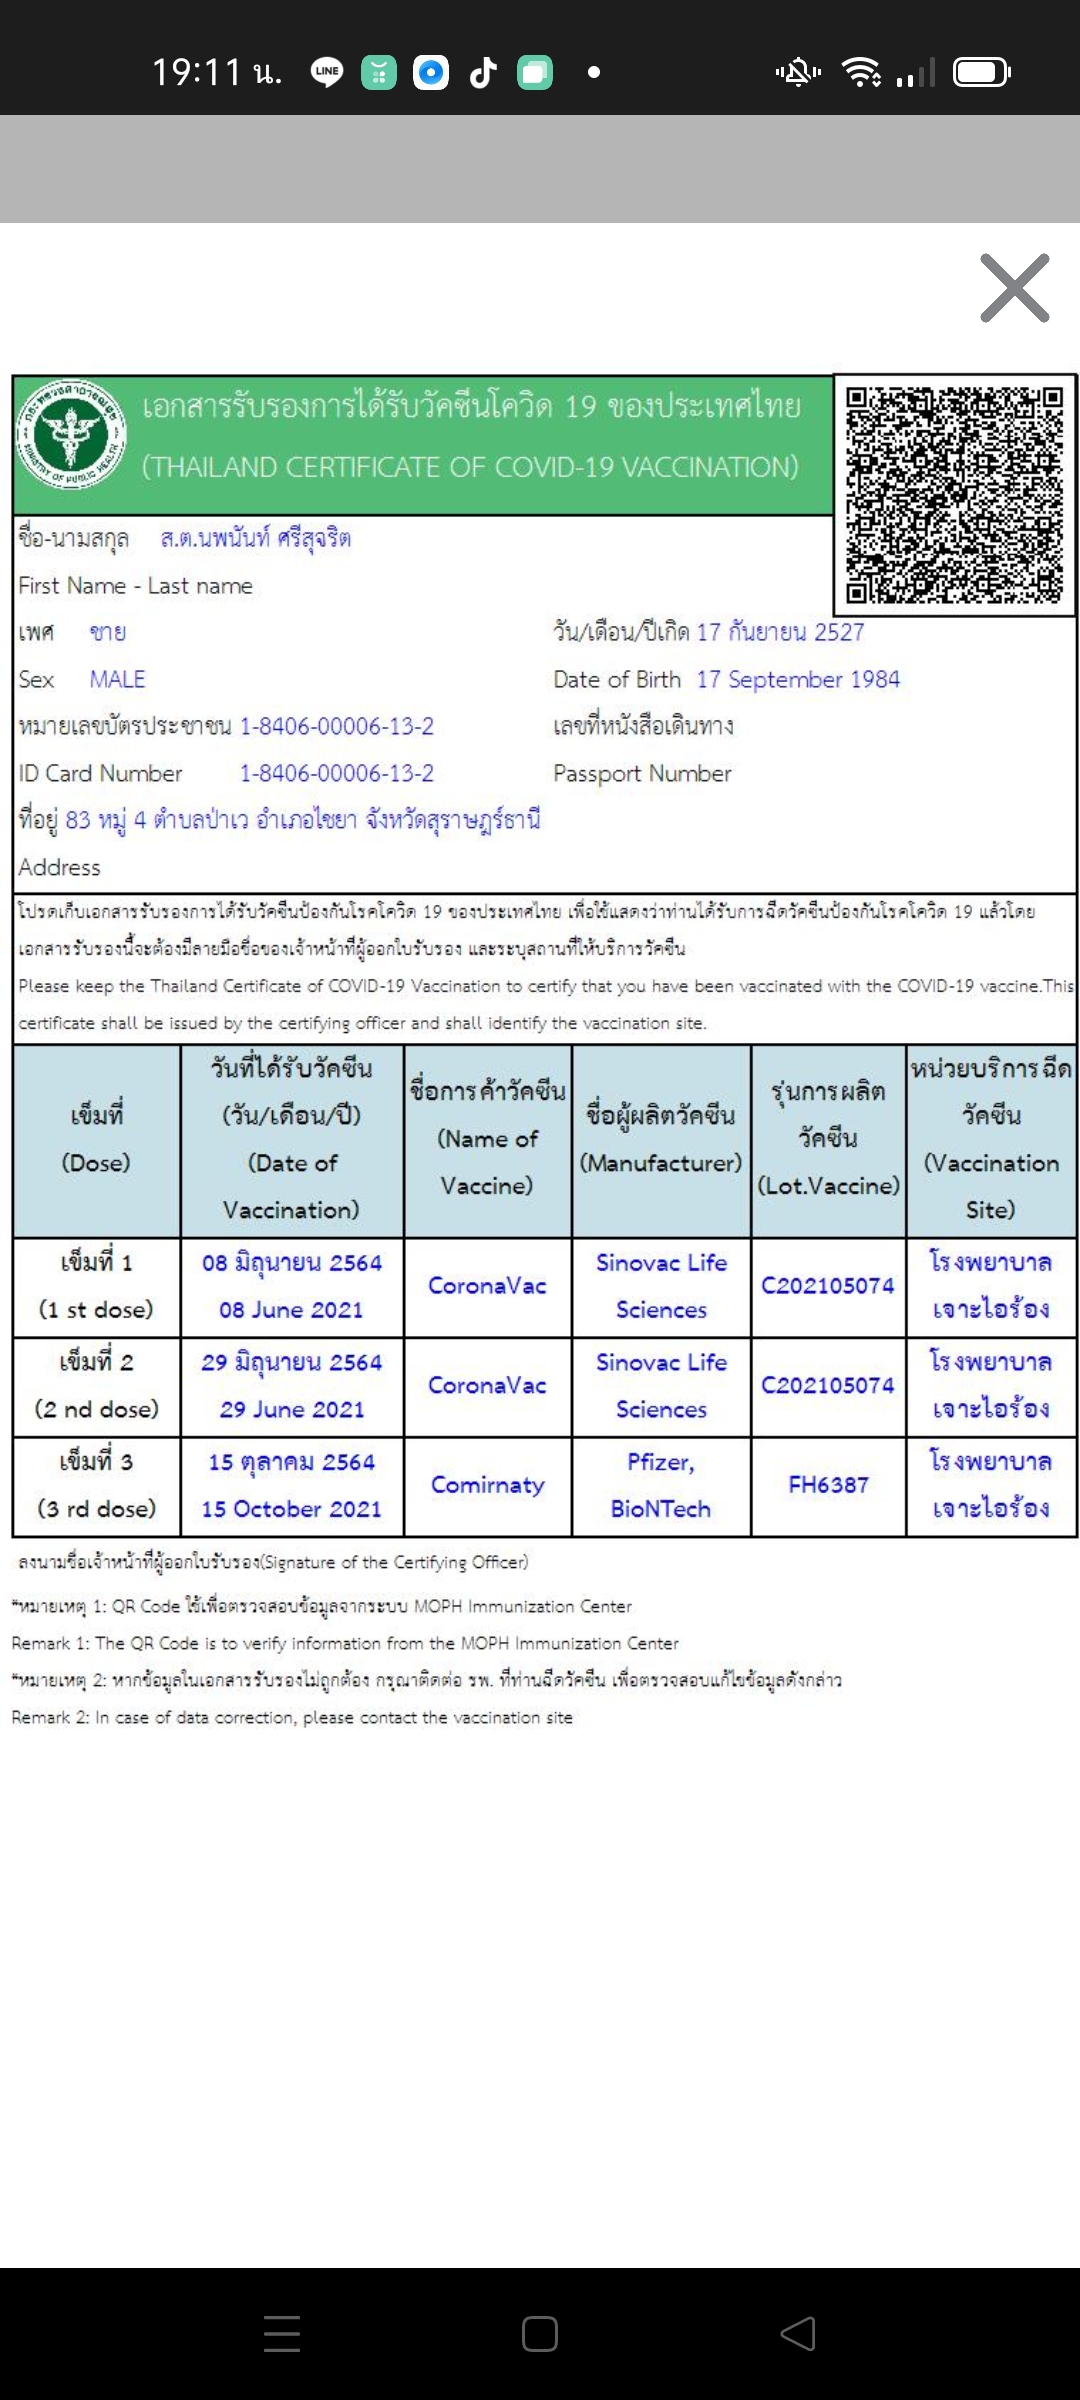 19:11 น.
LINE
เอกสารรับรองการได้รับวัคซีนโควิด 19 ของประเทศไทย
(THAILAND CERTIFICATE OF COVID-19 VACCINATION)
ชื่อ-นามสกุล ส.ต.นพนันท์ ศรีสุจริต
First Name - Last name
เพศ ชาย วัน/เดือน/ปีเกิด 17 กันยายน 2527
Sex MALE Date of Birth 17 September 1984
หมายเลขบัตรประชาชน 1-8406-00006-13-2 เลขที่หนังสือเดินทาง
ID Card Number 1-8406-00006-13-2 Passport Number
ที่อยู่ 83 หมู่ 4 ตำบลป่าเว อำเภอไชยา จังหวัดสุราษฎร์ธานี
Address
โปรดเก็บเอกสารรับรองการได้รับวัคซีนป้องกันโรคโควิด 19 ของประเทศไทย เพื่อใช้แสดงว่าท่านได้รับการฉีดวัคซีนป้องกันโรคโควิด 19 แล้วโดย
เอกสารรับรองนี้จะต้องมีลายมือชื่อของเจ้าหน้าที่ผู้ออกใบรับรอง และระบุสถานที่ให้บริการวัคซีน
Please keep the Thailand Certificate of COVID-19 Vaccination to certify that you have been vaccinated with the COVID-19 vaccine.This
certificate shall be issued by the certifying officer and shall identify the vaccination site.
เข็มที่
(Dose)
วันที่ได้รับวัคซีน
(วัน/เดือน/ปี)
(Date of
Vaccination)
ชื่อการค้าวัคซีน
(Name of
Vaccine)
ชื่อผู้ผลิตวัคซีน
(Manufacturer)
รุ่นการผลิต
วัคซีน
(Lot.Vaccine)
หน่วยบริการฉีด
วัคซีน
(Vaccination
Site)
เข็มที่ 1
(1 st dose)
08 มิถุนายน 2564
08 June 2021
CoronaVac
Sinovac Life
Sciences
C202105074
โรงพยาบาล
เจาะไอร้อง
เข็มที่ 2
(2 nd dose)
29 มิถุนายน 2564
29 June 2021
CoronaVac
Sinovac Life
Sciences
C202105074
โรงพยาบาล
เจาะไอร้อง
เข็มที่ 3
(3 rd dose)
15 ตุลาคม 2564
15 October 2021
Comirnaty
Pfizer,
BioNTech
FH6387
โรงพยาบาล
เจาะไอร้อง
ลงนามชื่อเจ้าหน้าที่ผู้ออกใบรับรอง(Signature of the Certifying Officer)
*หมายเหตุ 1: QR Code ใช้เพื่อตรวจสอบข้อมูลจากระบบ MOPH Immunization Center
Remark 1: The QR Code is to verify information from the MOPH Immunization Center
*หมายเหตุ 2: หากข้อมูลในเอกสารรับรองไม่ถูกต้อง กรุณาติดต่อ รพ. ที่ท่านฉีดวัคซีน เพื่อตรวจสอบแก้ไขข้อมูลดังกล่าว
Remark 2: In case of data correction, please contact the vaccination site